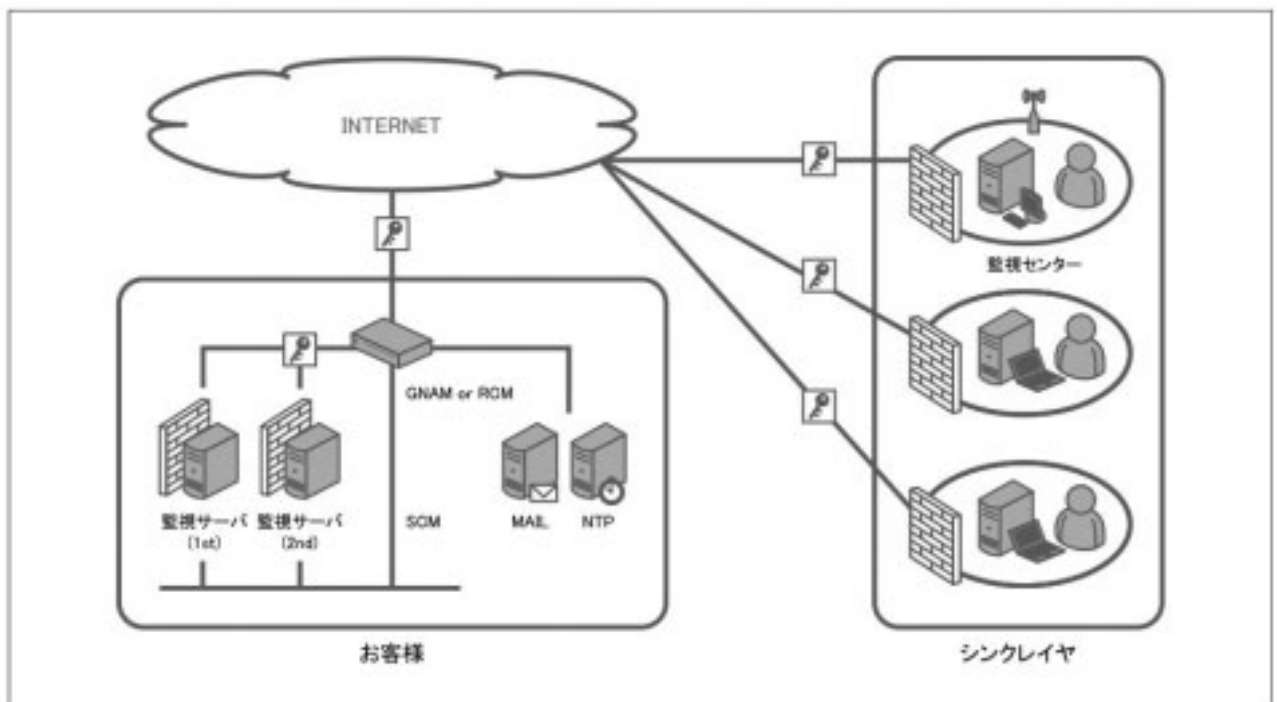 INTERNET
監視センター
GNAM or RCM
監視サーバ
(1st)
監視サーバ
(2nd)
SCM
MAIL
NTP
お客様
シンクレイヤ